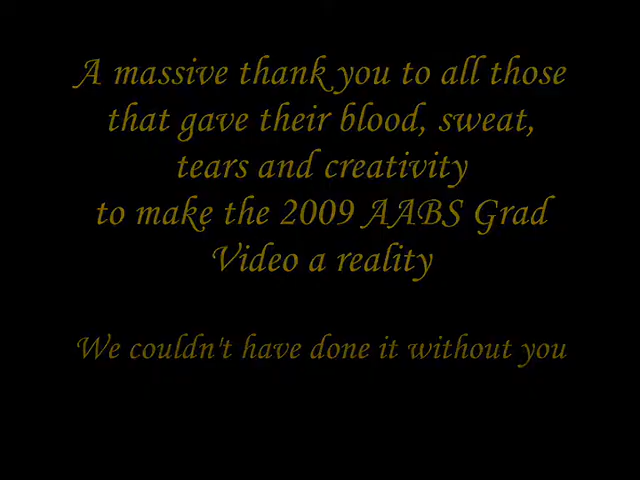 A massive thank you to all those
that gave their blood, sweat,
tears and creativity
to make the 2009 AABS Grad
Video a reality
We couldn't have done it without you